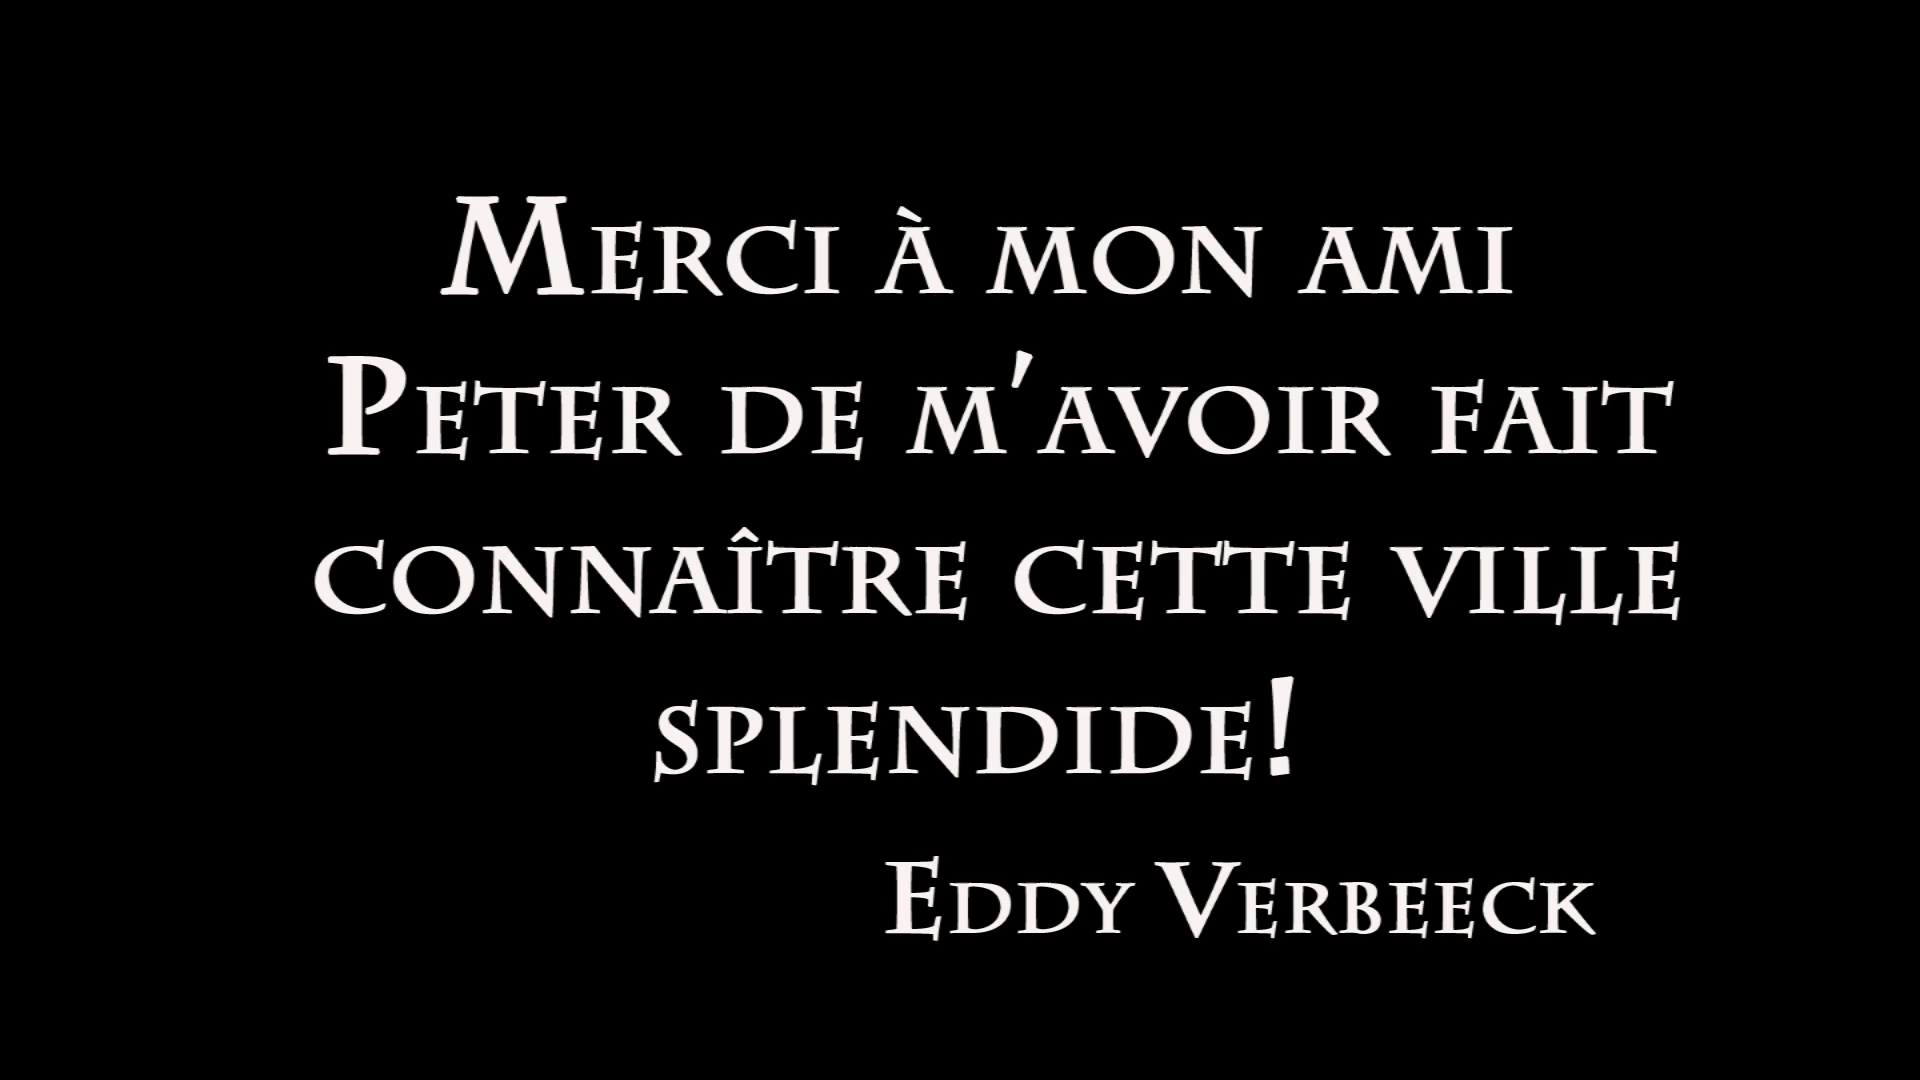 Merci à mon ami
Peter de m'avoir fait
connaître cette ville
splendide!
Eddy Verbeeck